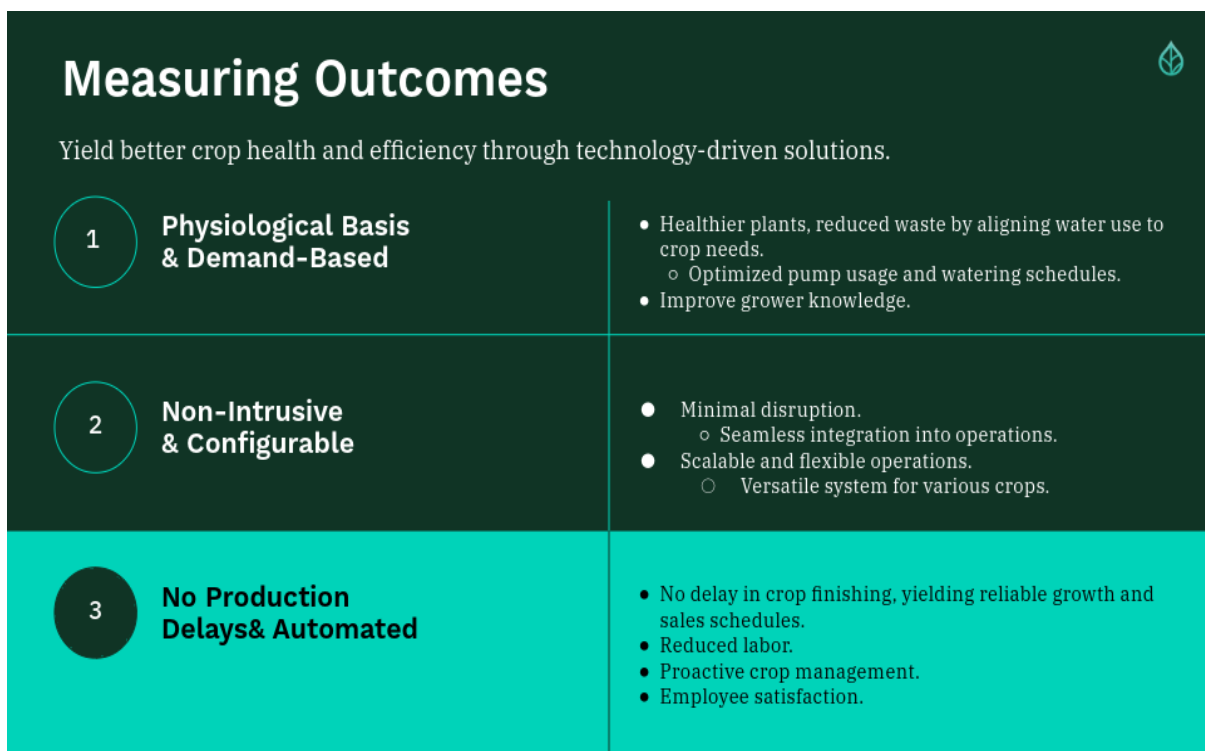 Measuring Outcomes
Yield better crop health and efficiency through technology-driven solutions.
1
Physiological Basis
& Demand-Based
● Healthier plants, reduced waste by aligning water use to
crop needs.
○ Optimized pump usage and watering schedules.
● Improve grower knowledge.
2
Non-Intrusive
& Configurable
● Minimal disruption.
○ Seamless integration into operations.
● Scalable and flexible operations.
○ Versatile system for various crops.
3
No Production
Delays& Automated
● No delay in crop finishing, yielding reliable growth and
sales schedules.
● Reduced labor.
● Proactive crop management.
● Employee satisfaction.